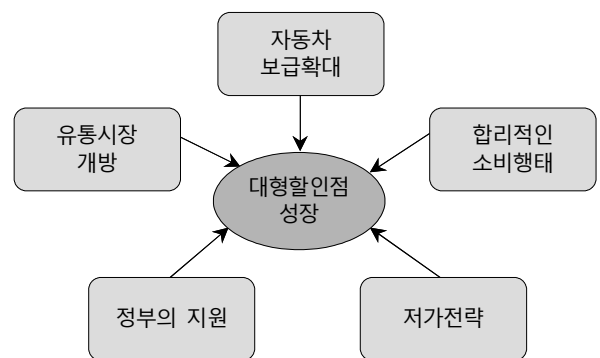 자동차
보급확대
유통시장
개방
합리적인
소비행태
대형할인점
성장
정부의 지원
저가전략